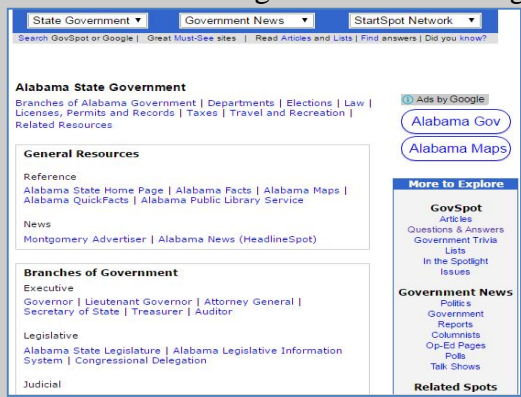 State Government ▼ Government News ▼ StartSpot Network ▼
Search GovSpot or Google | Great Must-See sites | Read Articles and Lists | Find answers | Did you know?
Alabama State Government
Branches of Alabama Government | Departments | Elections | Law |
Licenses, Permits and Records | Taxes | Travel and Recreation |
Related Resources
General Resources
Reference
Alabama State Home Page | Alabama Facts | Alabama Maps |
Alabama QuickFacts | Alabama Public Library Service
News
Montgomery Advertiser | Alabama News (HeadlineSpot)
Branches of Government
Executive
Governor | Lieutenant Governor | Attorney General |
Secretary of State | Treasurer | Auditor
Legislative
Alabama State Legislature | Alabama Legislative Information
System | Congressional Delegation
Judicial
Ads by Google
Alabama Gov
Alabama Maps
More to Explore
GovSpot
Articles
Questions & Answers
Government Trivia
Lists
In the Spotlight
Issues
Government News
Politics
Government
Reports
Columnists
Op-Ed Pages
Polls
Talk Shows
Related Spots